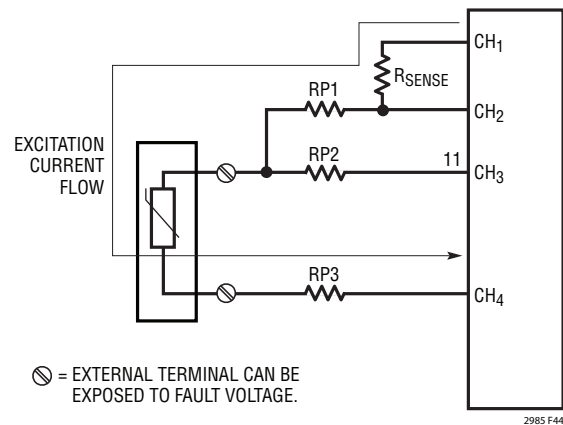 CH1
RSENSE
RP1
CH2
EXCITATION
CURRENT
FLOW
RP2
11
CH3
RP3
CH4
= EXTERNAL TERMINAL CAN BE
EXPOSED TO FAULT VOLTAGE.
2985 F44